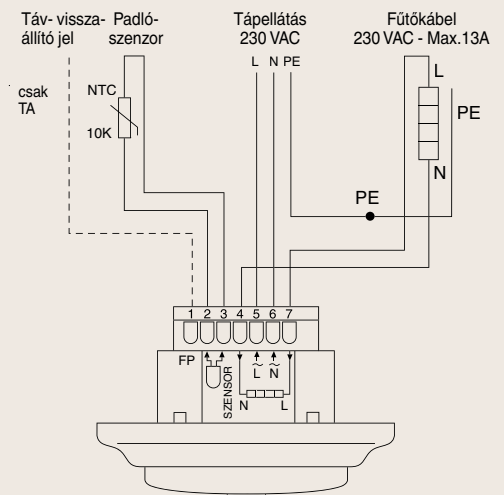 Táv- vissza-
állító jel
Padló-
szenzor
Tápellátás
230 VAC
Fűtőkábel
230 VAC - Max.13A
L N PE
L
csak
TA
NTC
10K
PE
N
PE
1 2 3 4 5 6 7
FP
SZENSOR
~ ~
L N
N L